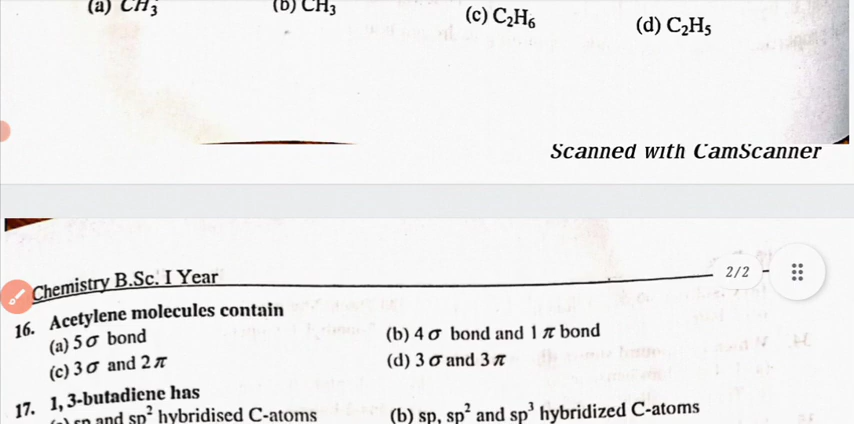 (a) CH₃ (b) CH₃ (c) C₂H₆ (d) C₂H₅
Scanned with CamScanner
Chemistry B.Sc. I Year
2/2
16. Acetylene molecules contain
(a) 5 σ bond (b) 4 σ bond and 1 π bond
(c) 3 σ and 2 π (d) 3 σ and 3 π
17. 1, 3-butadiene has
sp and sp² hybridised C-atoms (b) sp, sp² and sp³ hybridized C-atoms